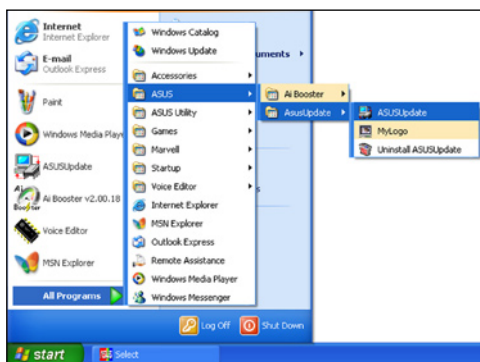 Internet
Internet Explorer
E-mail
Outlook Express
Paint
Windows Media Play
ASUSUpdate
Ai Booster v2.00.18
Voice Editor
MSN Explorer
All Programs
Windows Catalog
Windows Update
Accessories
ASUS
ASUS Utility
Games
Marvell
Startup
Voice Editor
Internet Explorer
MSN Explorer
Outlook Express
Remote Assistance
Windows Media Player
Windows Messenger
uments
s
Ai Booster
AsusUpdate
ASUSUpdate
MyLogo
Uninstall ASUSUpdate
Log Off
Shut Down
start
Select